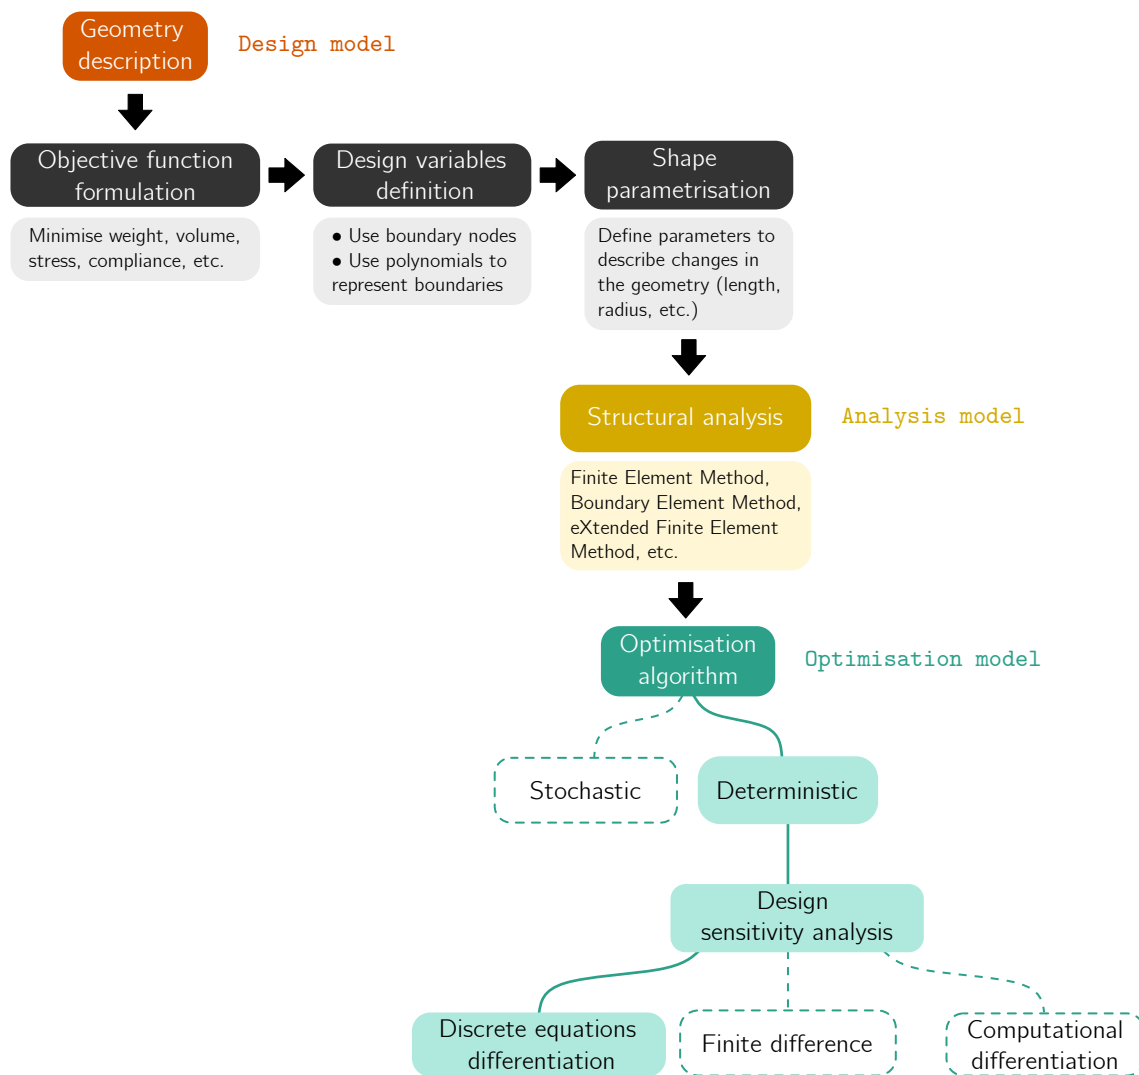 Geometry
description
Design model
Objective function
formulation
Design variables
definition
Shape
parametrisation
Minimise weight, volume,
stress, compliance, etc.
• Use boundary nodes
• Use polynomials to
represent boundaries
Define parameters to
describe changes in
the geometry (length,
radius, etc.)
Structural analysis
Analysis model
Finite Element Method,
Boundary Element Method,
eXtended Finite Element
Method, etc.
Optimisation
algorithm
Optimisation model
Stochastic
Deterministic
Design
sensitivity analysis
Discrete equations
differentiation
Finite difference
Computational
differentiation